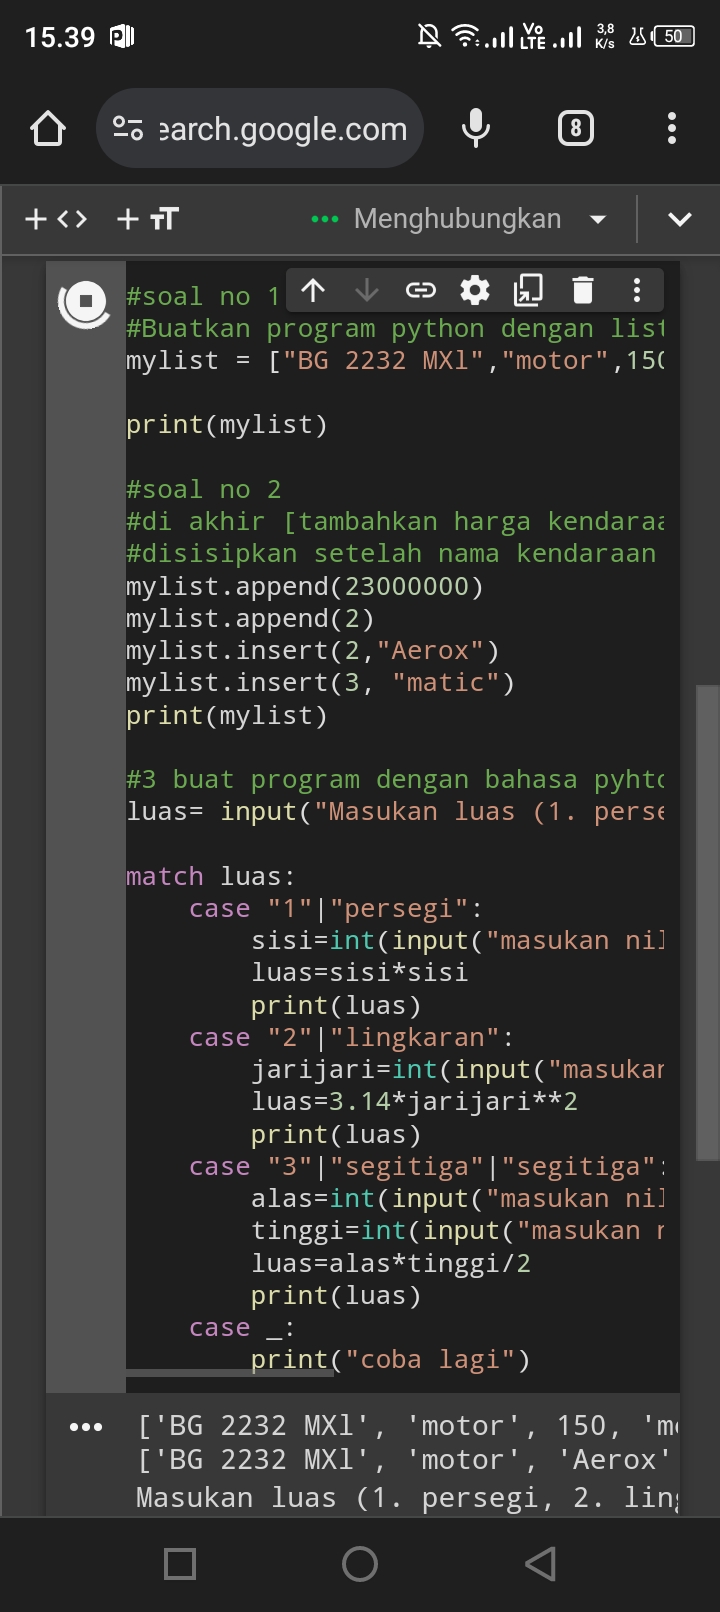 15.39
Vo LTE 3,8 K/s 50
earch.google.com 8
Menghubungkan
#soal no 1
#Buatkan program python dengan list
mylist = ["BG 2232 MXl","motor",150
print(mylist)
#soal no 2
#di akhir [tambahkan harga kendaraa
#disisipkan setelah nama kendaraan
mylist.append(23000000)
mylist.append(2)
mylist.insert(2,"Aerox")
mylist.insert(3, "matic")
print(mylist)
#3 buat program dengan bahasa pyhto
luas= input("Masukan luas (1. perse
match luas:
    case "1"|"persegi":
        sisi=int(input("masukan nil
        luas=sisi*sisi
        print(luas)
    case "2"|"lingkaran":
        jarijari=int(input("masukan
        luas=3.14*jarijari**2
        print(luas)
    case "3"|"segitiga"|"segitiga":
        alas=int(input("masukan nil
        tinggi=int(input("masukan n
        luas=alas*tinggi/2
        print(luas)
    case _:
        print("coba lagi")
['BG 2232 MXl', 'motor', 150, 'mo
['BG 2232 MXl', 'motor', 'Aerox'
Masukan luas (1. persegi, 2. ling